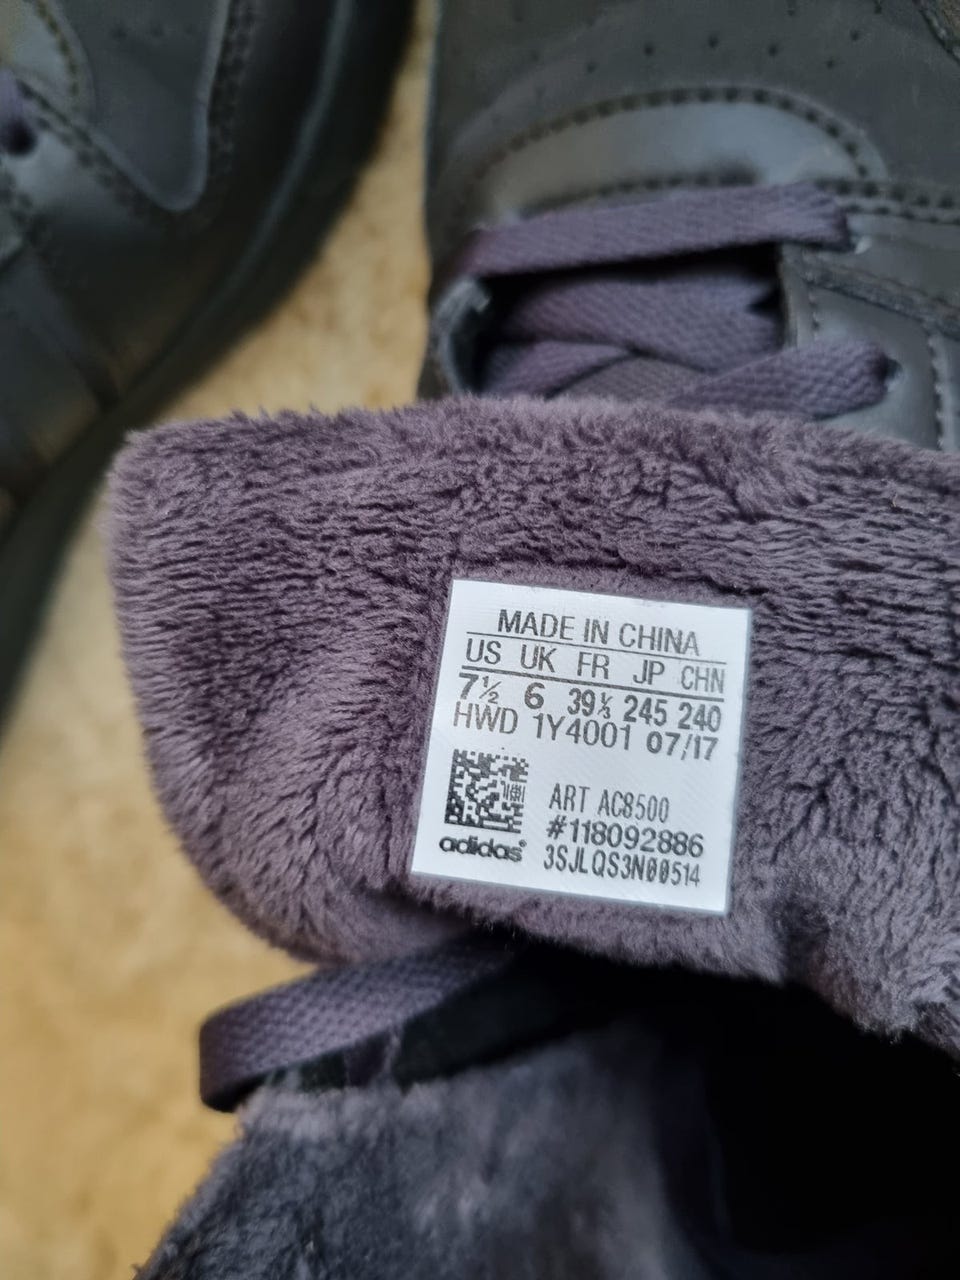 MADE IN CHINA
US UK FR JP CHN
7½ 6 39⅓ 245 240
HWD 1Y4001 07/17
ART AC8500
#118092886
adidas
3SJLQS3N00514